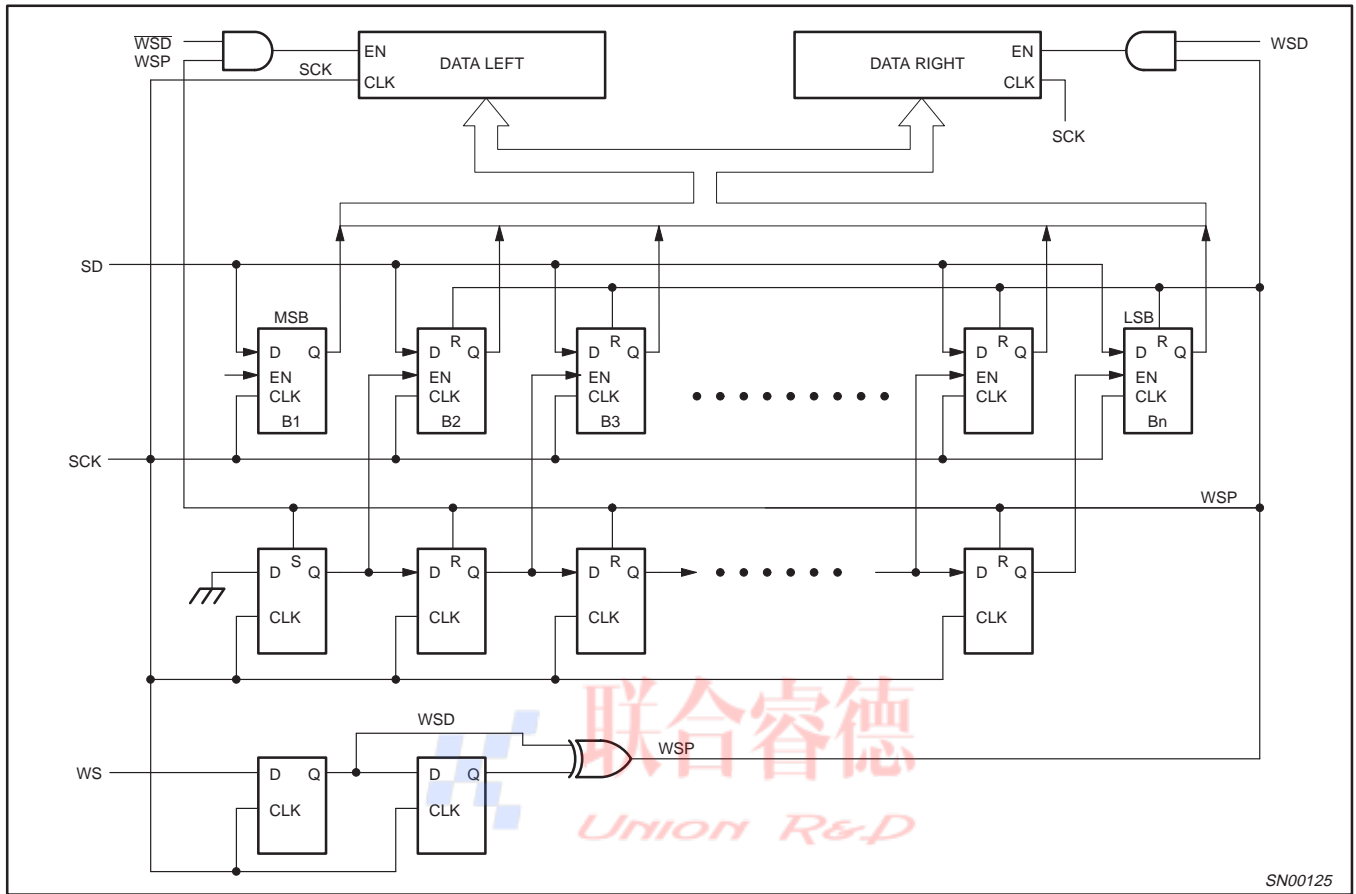 WSD
WSP
SCK
EN
CLK
DATA LEFT
DATA RIGHT
EN
CLK
SCK
WSD
SD
MSB
D Q
EN
CLK
B1
R
D Q
EN
CLK
B2
R
D Q
EN
CLK
B3
R
D Q
EN
CLK
LSB
R
D Q
EN
CLK
Bn
SCK
WSP
S
D Q
CLK
R
D Q
CLK
R
D Q
CLK
R
D Q
CLK
WS
WSD
D Q
CLK
D Q
CLK
WSP
联合睿德
UNION R&D
SN00125